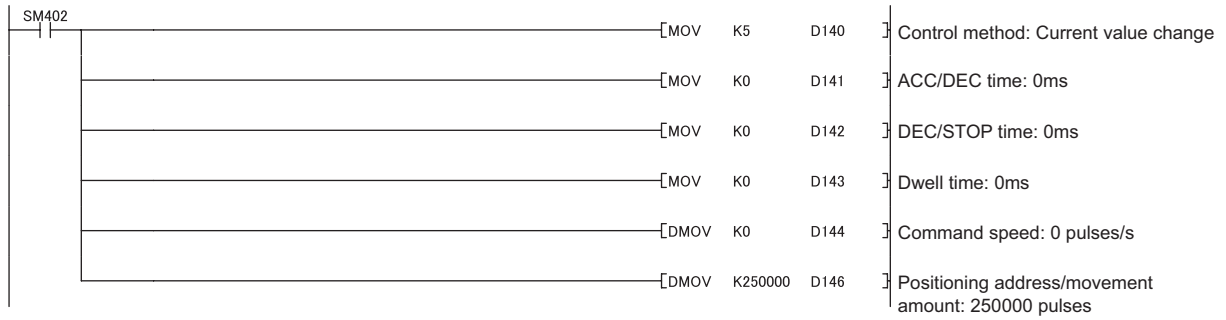 SM402
MOV K5 D140 Control method: Current value change
MOV K0 D141 ACC/DEC time: 0ms
MOV K0 D142 DEC/STOP time: 0ms
MOV K0 D143 Dwell time: 0ms
DMOV K0 D144 Command speed: 0 pulses/s
DMOV K250000 D146 Positioning address/movement
amount: 250000 pulses